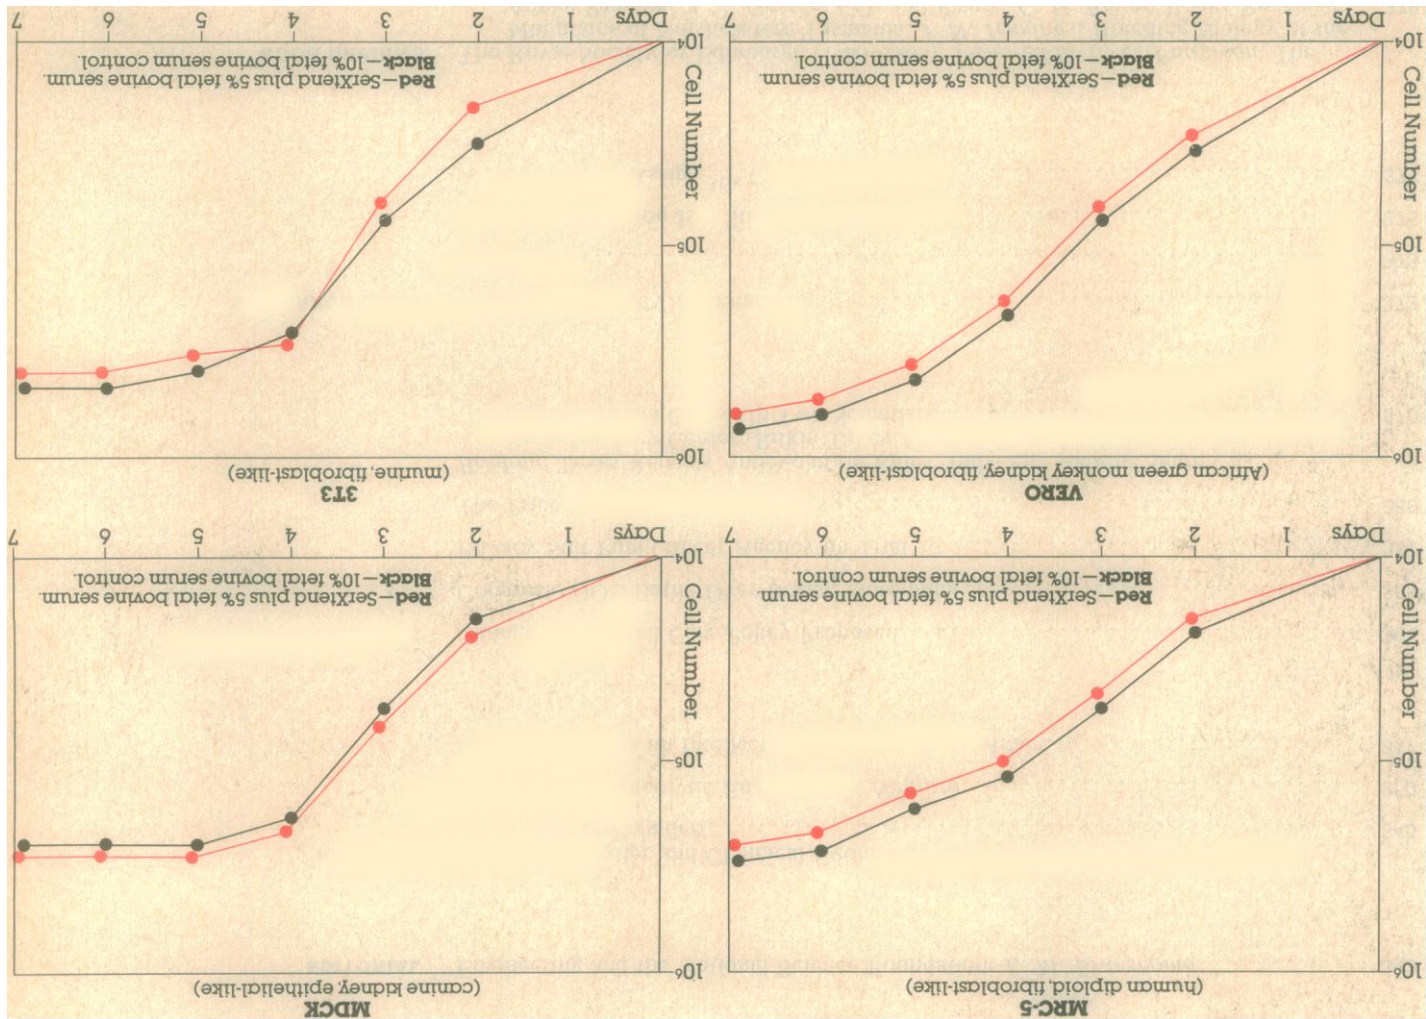 MRC-5
(human diploid, fibroblast-like)
10⁶
10⁵
10⁴
Cell Number
Red—SerXtend plus 5% fetal bovine serum.
Black—10% fetal bovine serum control.
Days 1 2 3 4 5 6 7
MDCK
(canine kidney, epithelial-like)
Cell Number
Red—SerXtend plus 5% fetal bovine serum.
Black—10% fetal bovine serum control.
Days 1 2 3 4 5 6 7
VERO
(African green monkey kidney, fibroblast-like)
10⁶
10⁵
10⁴
Cell Number
Red—SerXtend plus 5% fetal bovine serum.
Black—10% fetal bovine serum control.
Days 1 2 3 4 5 6 7
3T3
(murine, fibroblast-like)
Cell Number
Red—SerXtend plus 5% fetal bovine serum.
Black—10% fetal bovine serum control.
Days 1 2 3 4 5 6 7